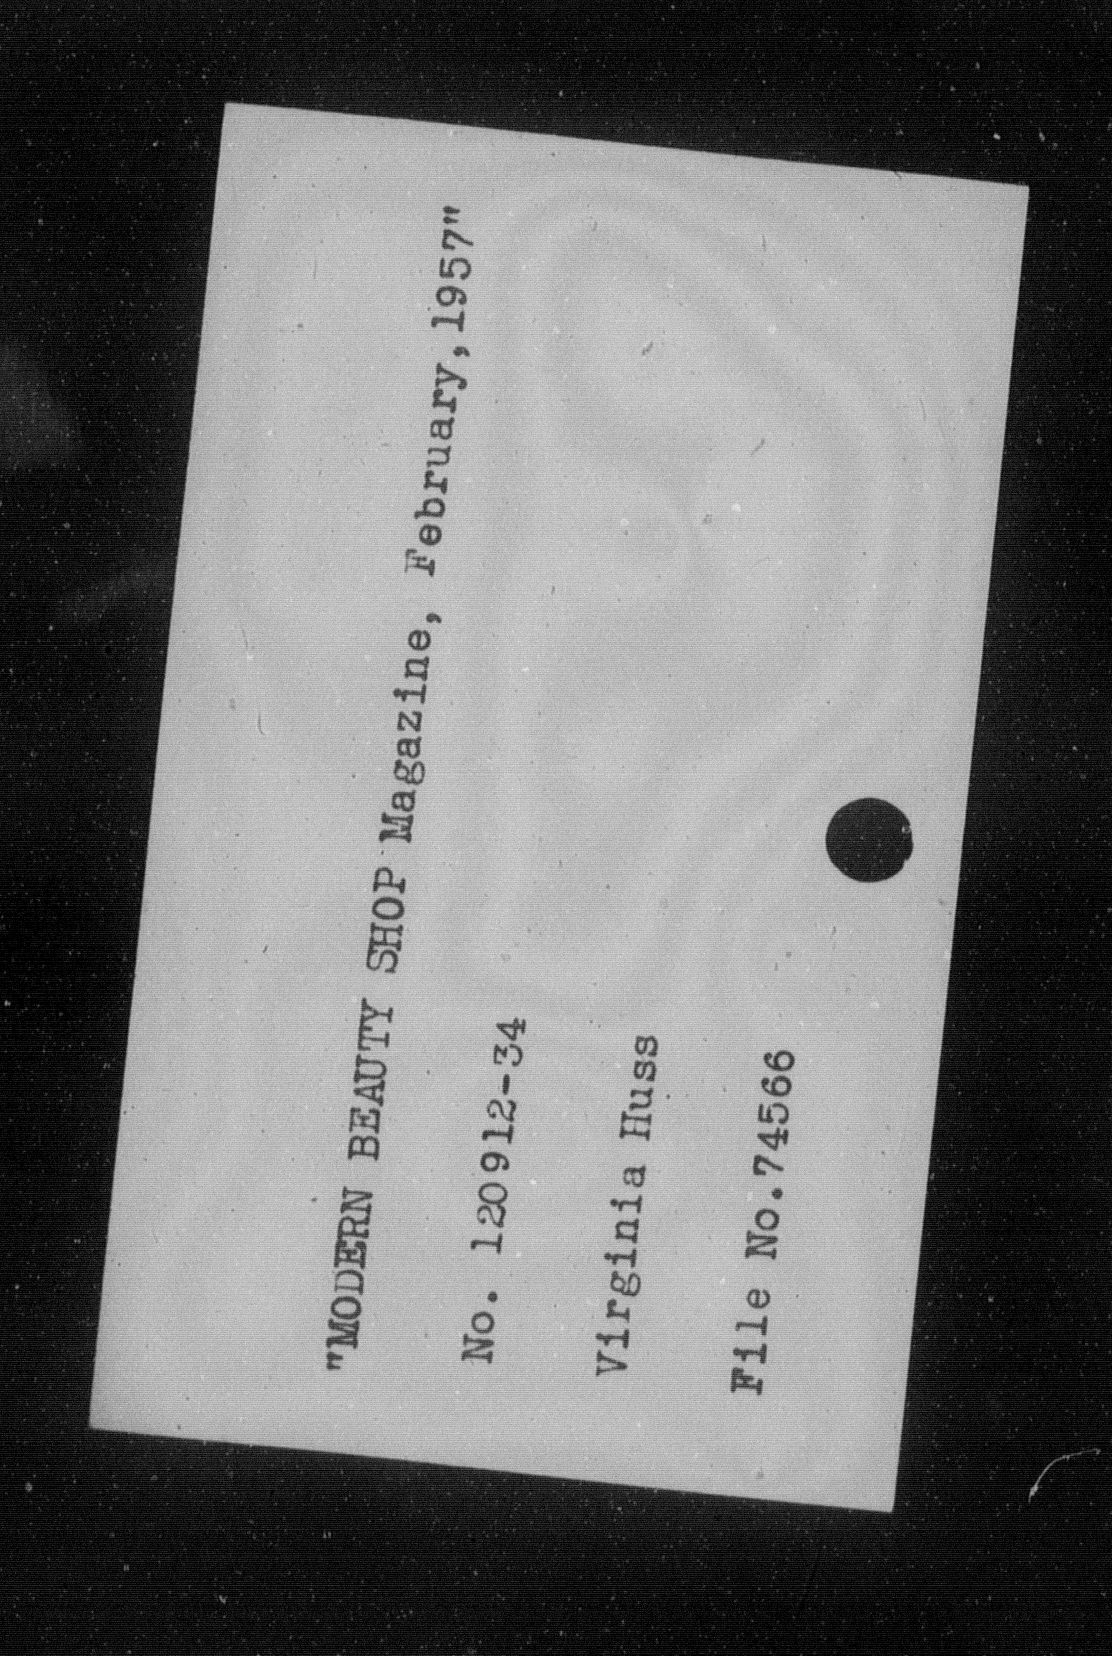 "MODERN BEAUTY SHOP Magazine, February,1957"
No. 120912-34
Virginia Huss
File No.74566